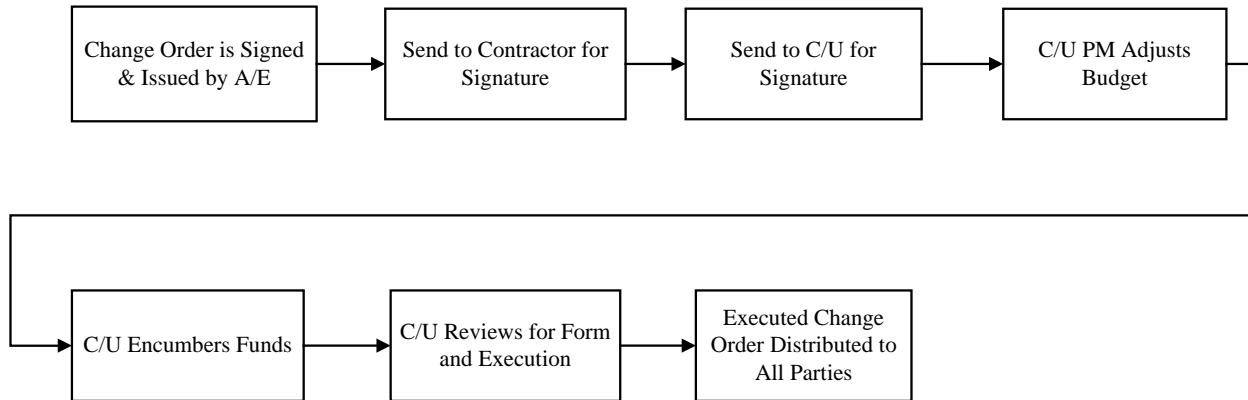 Change Order is Signed
& Issued by A/E
Send to Contractor for
Signature
Send to C/U for
Signature
C/U PM Adjusts
Budget
C/U Encumbers Funds
C/U Reviews for Form
and Execution
Executed Change
Order Distributed to
All Parties